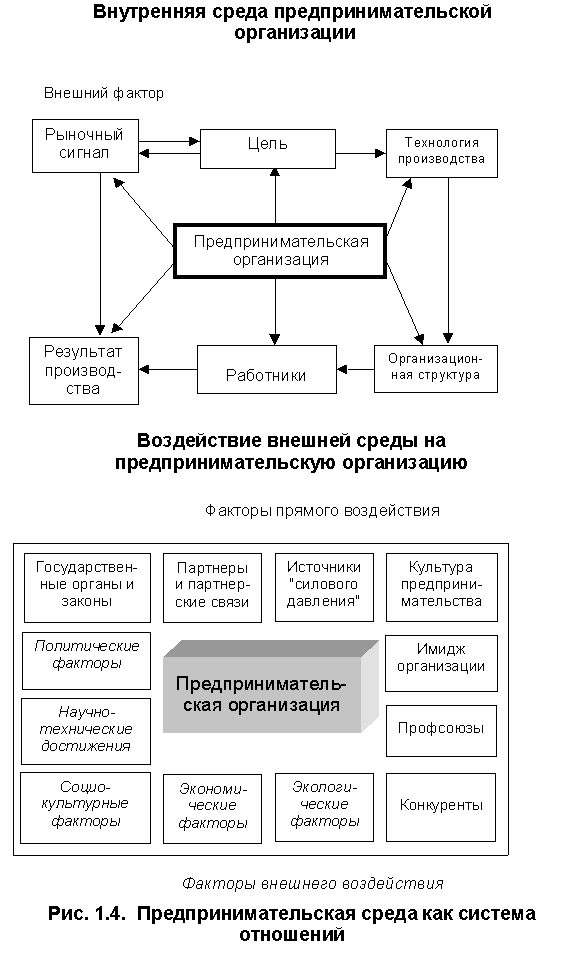 Внутренняя среда предпринимательской
организации
Внешний фактор
Рыночный
сигнал
Цель
Технология
производства
Предпринимательская
организация
Результат
производ-
ства
Работники
Организацион-
ная структура
Воздействие внешней среды на
предпринимательскую организацию
Факторы прямого воздействия
Государствен-
ные органы и
законы
Партнеры
и партнер-
ские связи
Источники
"силового
давления"
Культура
предприни-
мательства
Политические
факторы
Предприниматель-
ская организация
Имидж
организации
Научно-
технические
достижения
Профсоюзы
Социо-
культурные
факторы
Экономи-
ческие
факторы
Экологи-
ческие
факторы
Конкуренты
Факторы внешнего воздействия
Рис. 1.4. Предпринимательская среда как система
отношений